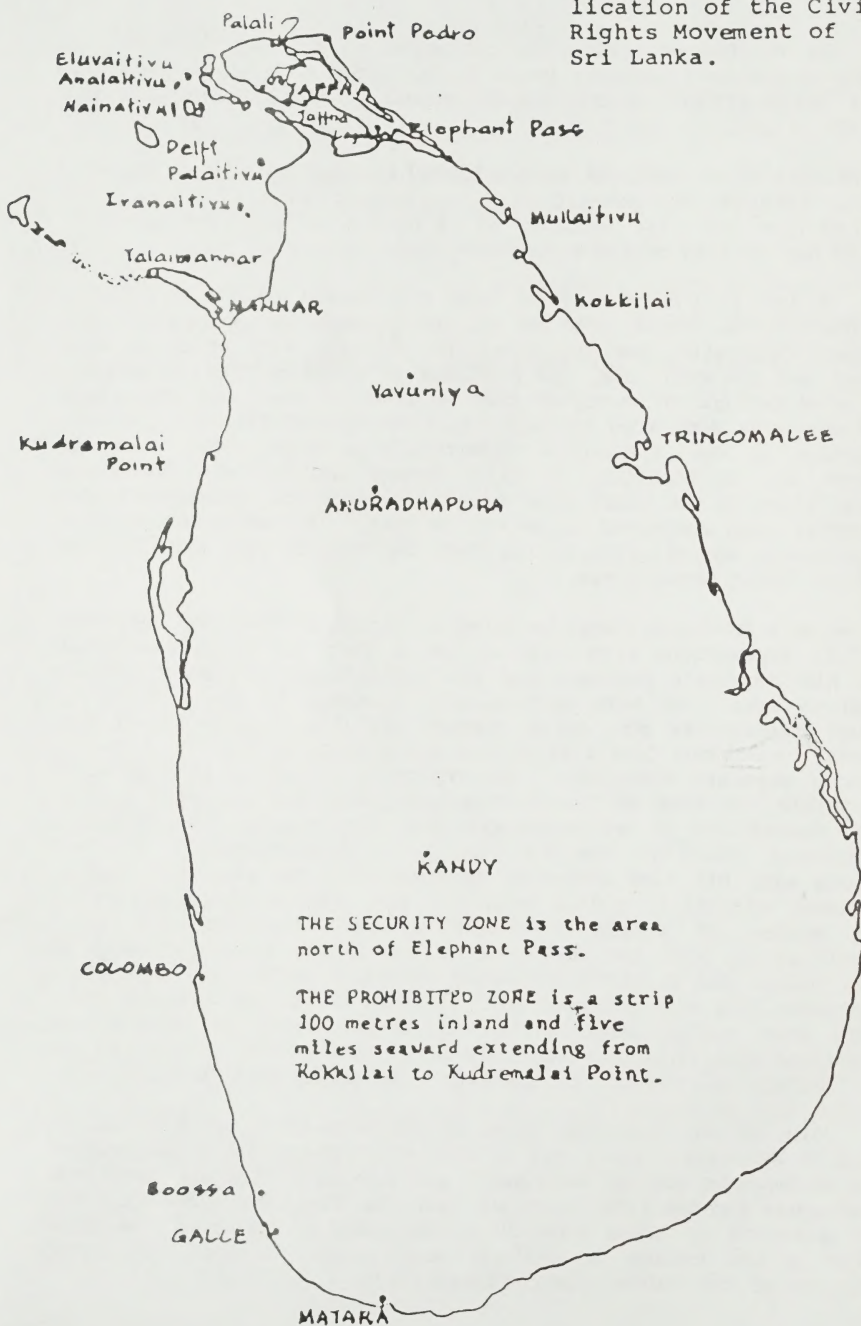 lication of the Civi
Rights Movement of
Sri Lanka.
Palali
Point Pedro
Eluvaitivu
Analaitivu
Nainativu
JAFFNA
Jaffna
Elephant Pass
Delft
Palaitivu
Iranaitivu
Mullaitivu
Talaimannar
MANNAR
Kokkilai
Vavuniya
Kudremalai
Point
TRINCOMALEE
ANURADHAPURA
KANDY
THE SECURITY ZONE is the area
north of Elephant Pass.
COLOMBO
THE PROHIBITED ZONE is a strip
100 metres inland and five
miles seaward extending from
Kokkilai to Kudremalai Point.
Boossa
GALLE
MATARA